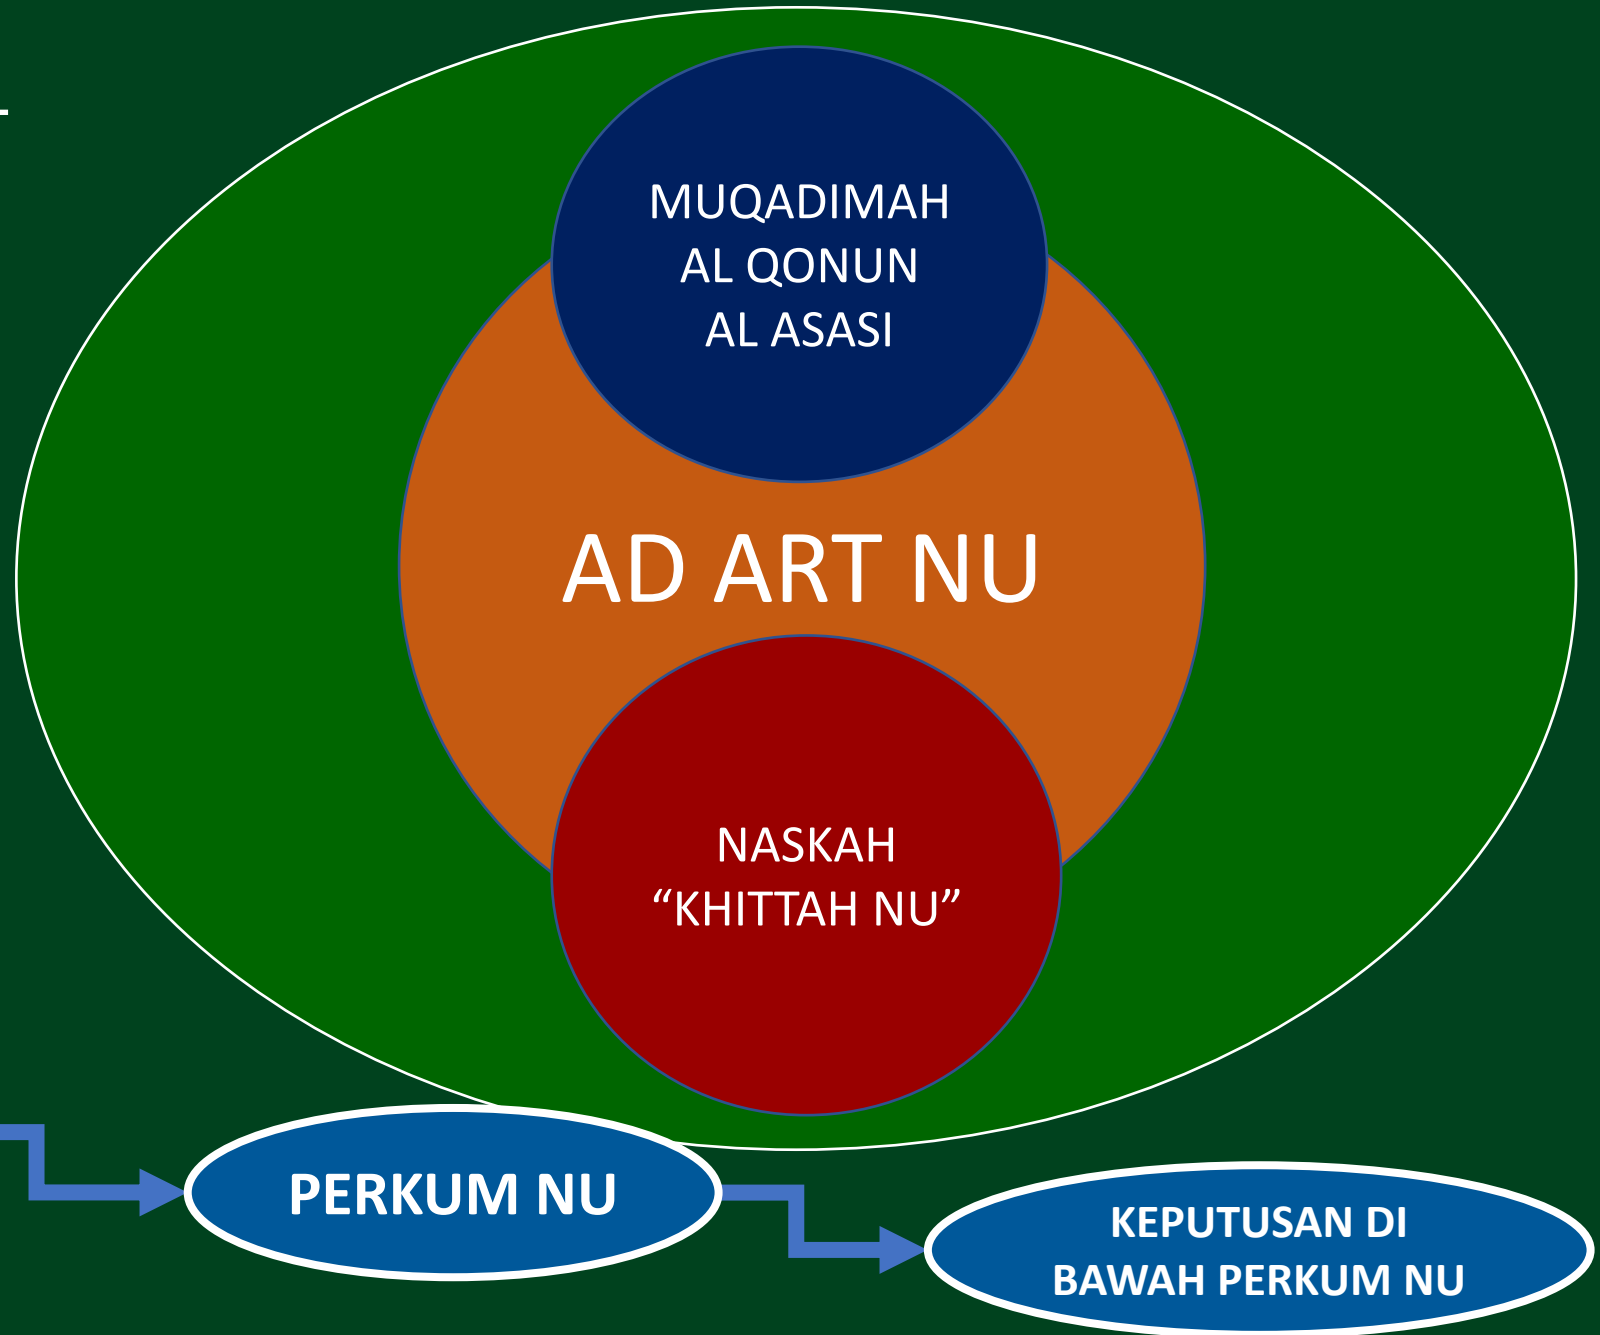 MUQADIMAH
AL QONUN
AL ASASI
AD ART NU
NASKAH
“KHITTAH NU”
PERKUM NU
KEPUTUSAN DI
BAWAH PERKUM NU